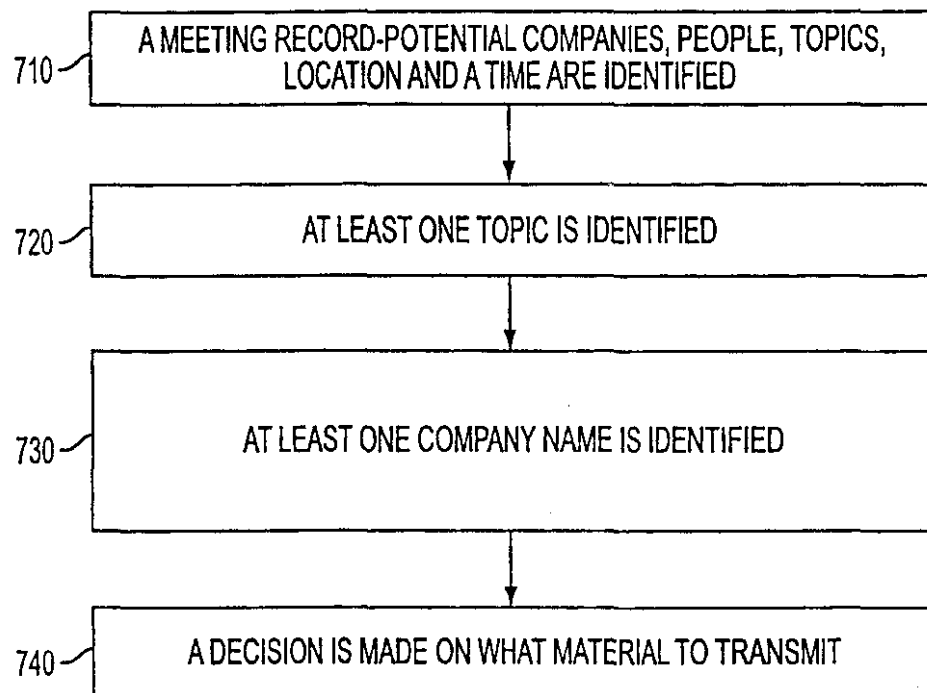 710
A MEETING RECORD-POTENTIAL COMPANIES, PEOPLE, TOPICS,
LOCATION AND A TIME ARE IDENTIFIED
720
AT LEAST ONE TOPIC IS IDENTIFIED
730
AT LEAST ONE COMPANY NAME IS IDENTIFIED
740
A DECISION IS MADE ON WHAT MATERIAL TO TRANSMIT